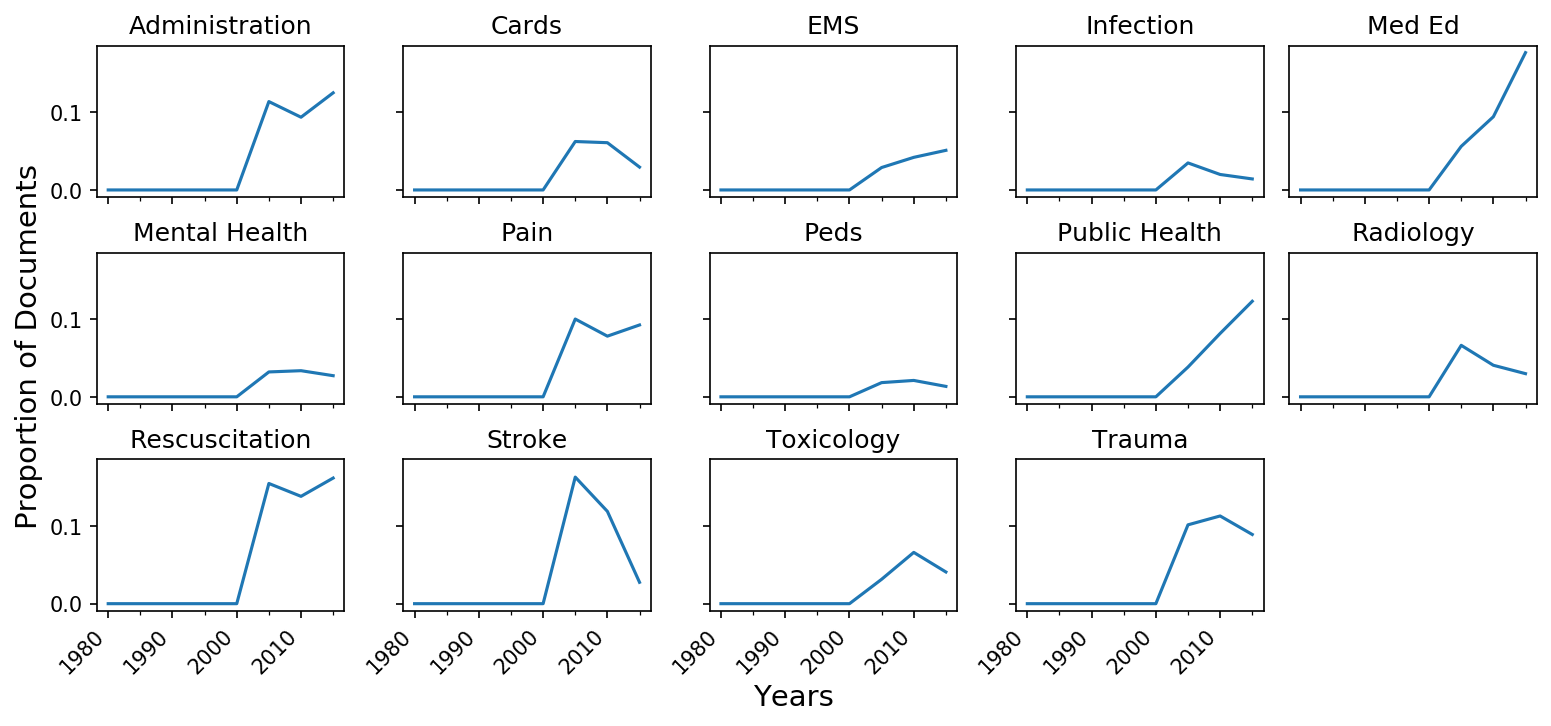 Administration Cards EMS Infection Med Ed
0.1
0.0
Mental Health Pain Peds Public Health Radiology
0.1
0.0
Rescuscitation Stroke Toxicology Trauma
0.1
0.0
Proportion of Documents
1980 1990 2000 2010 1980 1990 2000 2010 1980 1990 2000 2010 1980 1990 2000 2010
Years